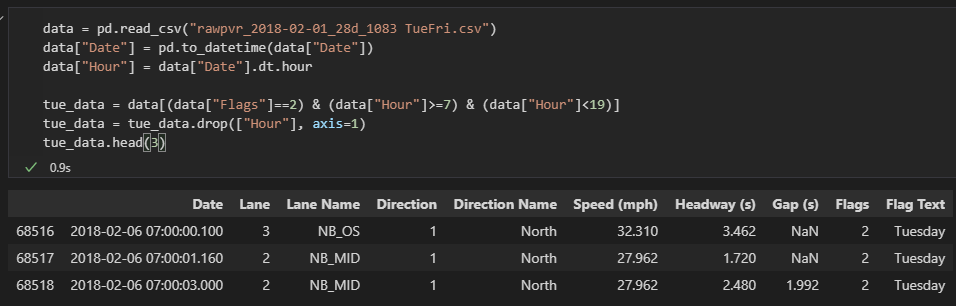 data = pd.read_csv("rawpvr_2018-02-01_28d_1083 TueFri.csv")
data["Date"] = pd.to_datetime(data["Date"])
data["Hour"] = data["Date"].dt.hour
tue_data = data[(data["Flags"]==2) & (data["Hour"]>=7) & (data["Hour"]<19)]
tue_data = tue_data.drop(["Hour"], axis=1)
tue_data.head(3)
0.9s
Date Lane Lane Name Direction Direction Name Speed (mph) Headway (s) Gap (s) Flags Flag Text
68516 2018-02-06 07:00:00.100 3 NB_OS 1 North 32.310 3.462 NaN 2 Tuesday
68517 2018-02-06 07:00:01.160 2 NB_MID 1 North 27.962 1.720 NaN 2 Tuesday
68518 2018-02-06 07:00:03.000 2 NB_MID 1 North 27.962 2.480 1.992 2 Tuesday